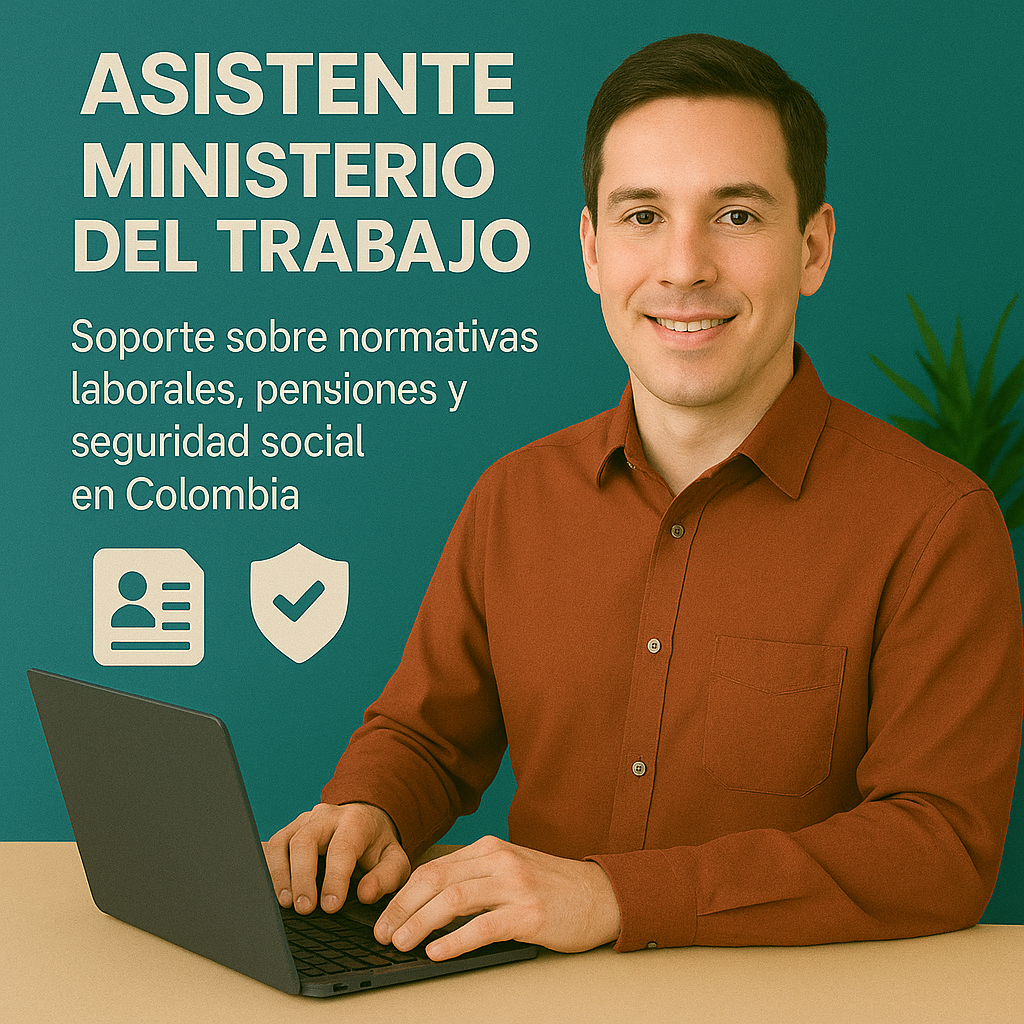 ASISTENTE
MINISTERIO
DEL TRABAJO
Soporte sobre normativas
laborales, pensiones y
seguridad social
en Colombia